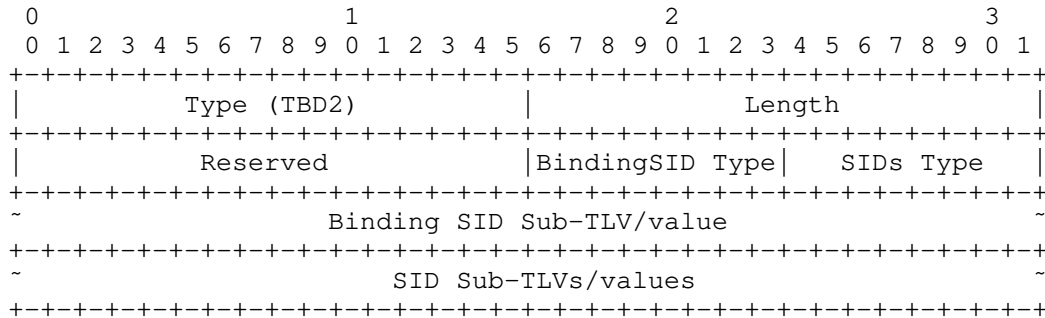 0                   1                   2                   3
 0 1 2 3 4 5 6 7 8 9 0 1 2 3 4 5 6 7 8 9 0 1 2 3 4 5 6 7 8 9 0 1
+-+-+-+-+-+-+-+-+-+-+-+-+-+-+-+-+-+-+-+-+-+-+-+-+-+-+-+-+-+-+-+-+
|          Type (TBD2)          |             Length            |
+-+-+-+-+-+-+-+-+-+-+-+-+-+-+-+-+-+-+-+-+-+-+-+-+-+-+-+-+-+-+-+-+
|           Reserved            |BindingSID Type|   SIDs Type   |
+-+-+-+-+-+-+-+-+-+-+-+-+-+-+-+-+-+-+-+-+-+-+-+-+-+-+-+-+-+-+-+-+
~                   Binding SID Sub-TLV/value                   ~
+-+-+-+-+-+-+-+-+-+-+-+-+-+-+-+-+-+-+-+-+-+-+-+-+-+-+-+-+-+-+-+-+
~                       SID Sub-TLVs/values                     ~
+-+-+-+-+-+-+-+-+-+-+-+-+-+-+-+-+-+-+-+-+-+-+-+-+-+-+-+-+-+-+-+-+